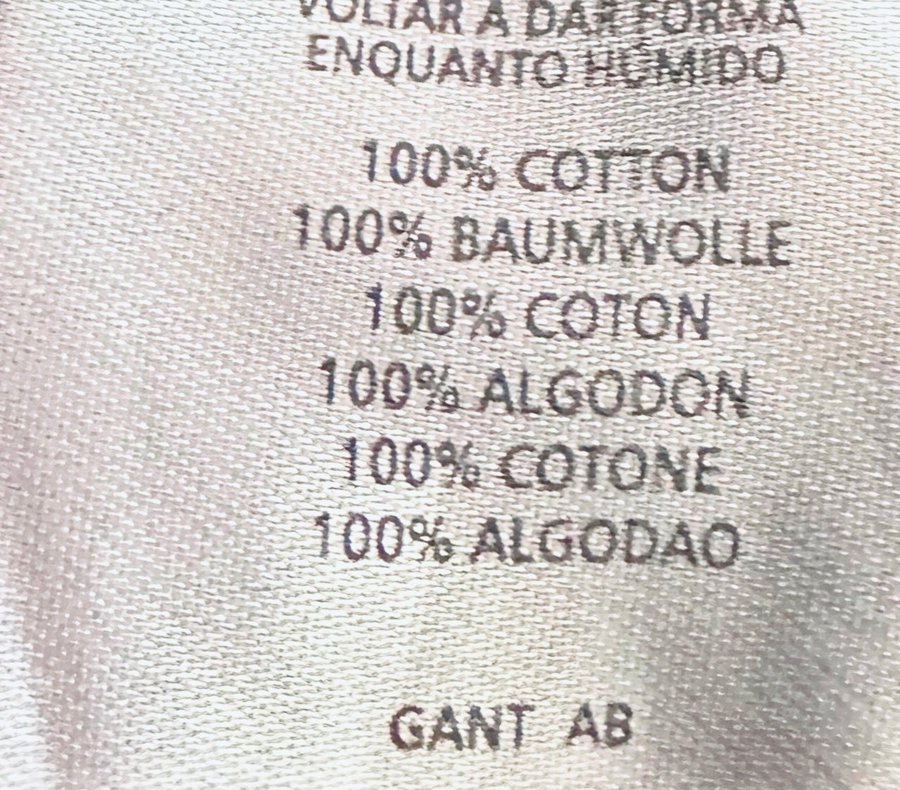 VOLTAR A DAR FORMA
ENQUANTO HÚMIDO
100% COTTON
100% BAUMWOLLE
100% COTON
100% ALGODON
100% COTONE
100% ALGODAO
GANT AB